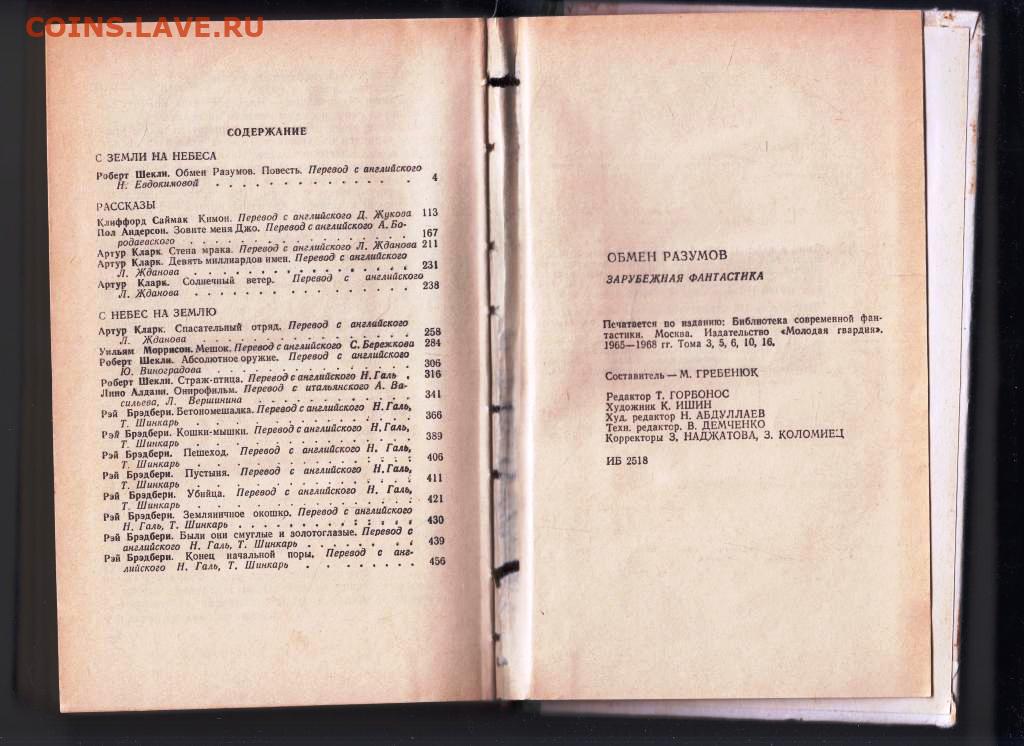 COINS.LAVE.RU
СОДЕРЖАНИЕ
С ЗЕМЛИ НА НЕБЕСА
Роберт Шекли. Обмен Разумов. Повесть. Перевод с английского
Н. Евдокимовой . . . . . . . . . . . . . 4
РАССКАЗЫ
Клиффорд Саймак Кимон. Перевод с английского Д. Жукова 113
Пол Андерсон. Зовите меня Джо. Перевод с английского А. Бо-
родаевского . . . . . . . . . . . . . 167
Артур Кларк. Стена мрака. Перевод с английского Л. Жданова 211
Артур Кларк. Девять миллиардов имен. Перевод с английского
Л. Жданова . . . . . . . . . . . . . 231
Артур Кларк. Солнечный ветер. Перевод с английского
Л. Жданова . . . . . . . . . . . . . 238
С НЕБЕС НА ЗЕМЛЮ
Артур Кларк. Спасательный отряд. Перевод с английского
Л. Жданова . . . . . . . . . . . . . 258
Уильям Моррисон. Мешок. Перевод с английского С. Бережкова 284
Роберт Шекли. Абсолютное оружие. Перевод с английского
Ю. Виноградова . . . . . . . . . . . . 306
Роберт Шекли. Страж-птица. Перевод с английского Н. Галь . 316
Лино Алдани. Онирофильм. Перевод с итальянского А. Ва-
сильева, Л. Вершинина . . . . . . . . . . 341
Рэй Брэдбери. Бетономешалка. Перевод с английского Н. Галь,
Т. Шинкарь . . . . . . . . . . . . . 366
Рэй Брэдбери. Кошки-мышки. Перевод с английского Н. Галь,
Т. Шинкарь . . . . . . . . . . . . . 389
Рэй Брэдбери. Пешеход. Перевод с английского Н. Галь,
Т. Шинкарь . . . . . . . . . . . . . 406
Рэй Брэдбери. Пустыня. Перевод с английского Н. Галь,
Т. Шинкарь . . . . . . . . . . . . . 411
Рэй Брэдбери. Убийца. Перевод с английского Н. Галь,
Т. Шинкарь . . . . . . . . . . . . . 421
Рэй Брэдбери. Земляничное окошко. Перевод с английского
Н. Галь, Т. Шинкарь . . . . . . . . . . 430
Рэй Брэдбери. Были они смуглые и золотоглазые. Перевод с
английского Н. Галь, Т. Шинкарь . . . . . . . 439
Рэй Брэдбери. Конец начальной поры. Перевод с анг-
лийского Н. Галь, Т. Шинкарь . . . . . . . . 456
ОБМЕН РАЗУМОВ
ЗАРУБЕЖНАЯ ФАНТАСТИКА
Печатается по изданию: Библиотека современной фан-
тастики. Москва. Издательство «Молодая гвардия».
1965—1968 гг. Тома 3, 5, 6, 10, 16.
Составитель — М. ГРЕБЕНЮК
Редактор Т. ГОРБОНОС
Художник К. ИШИН
Худ. редактор Н. АБДУЛЛАЕВ
Техн. редактор. В. ДЕМЧЕНКО
Корректоры З. НАДЖАТОВА, З. КОЛОМИЕЦ
ИБ 2518